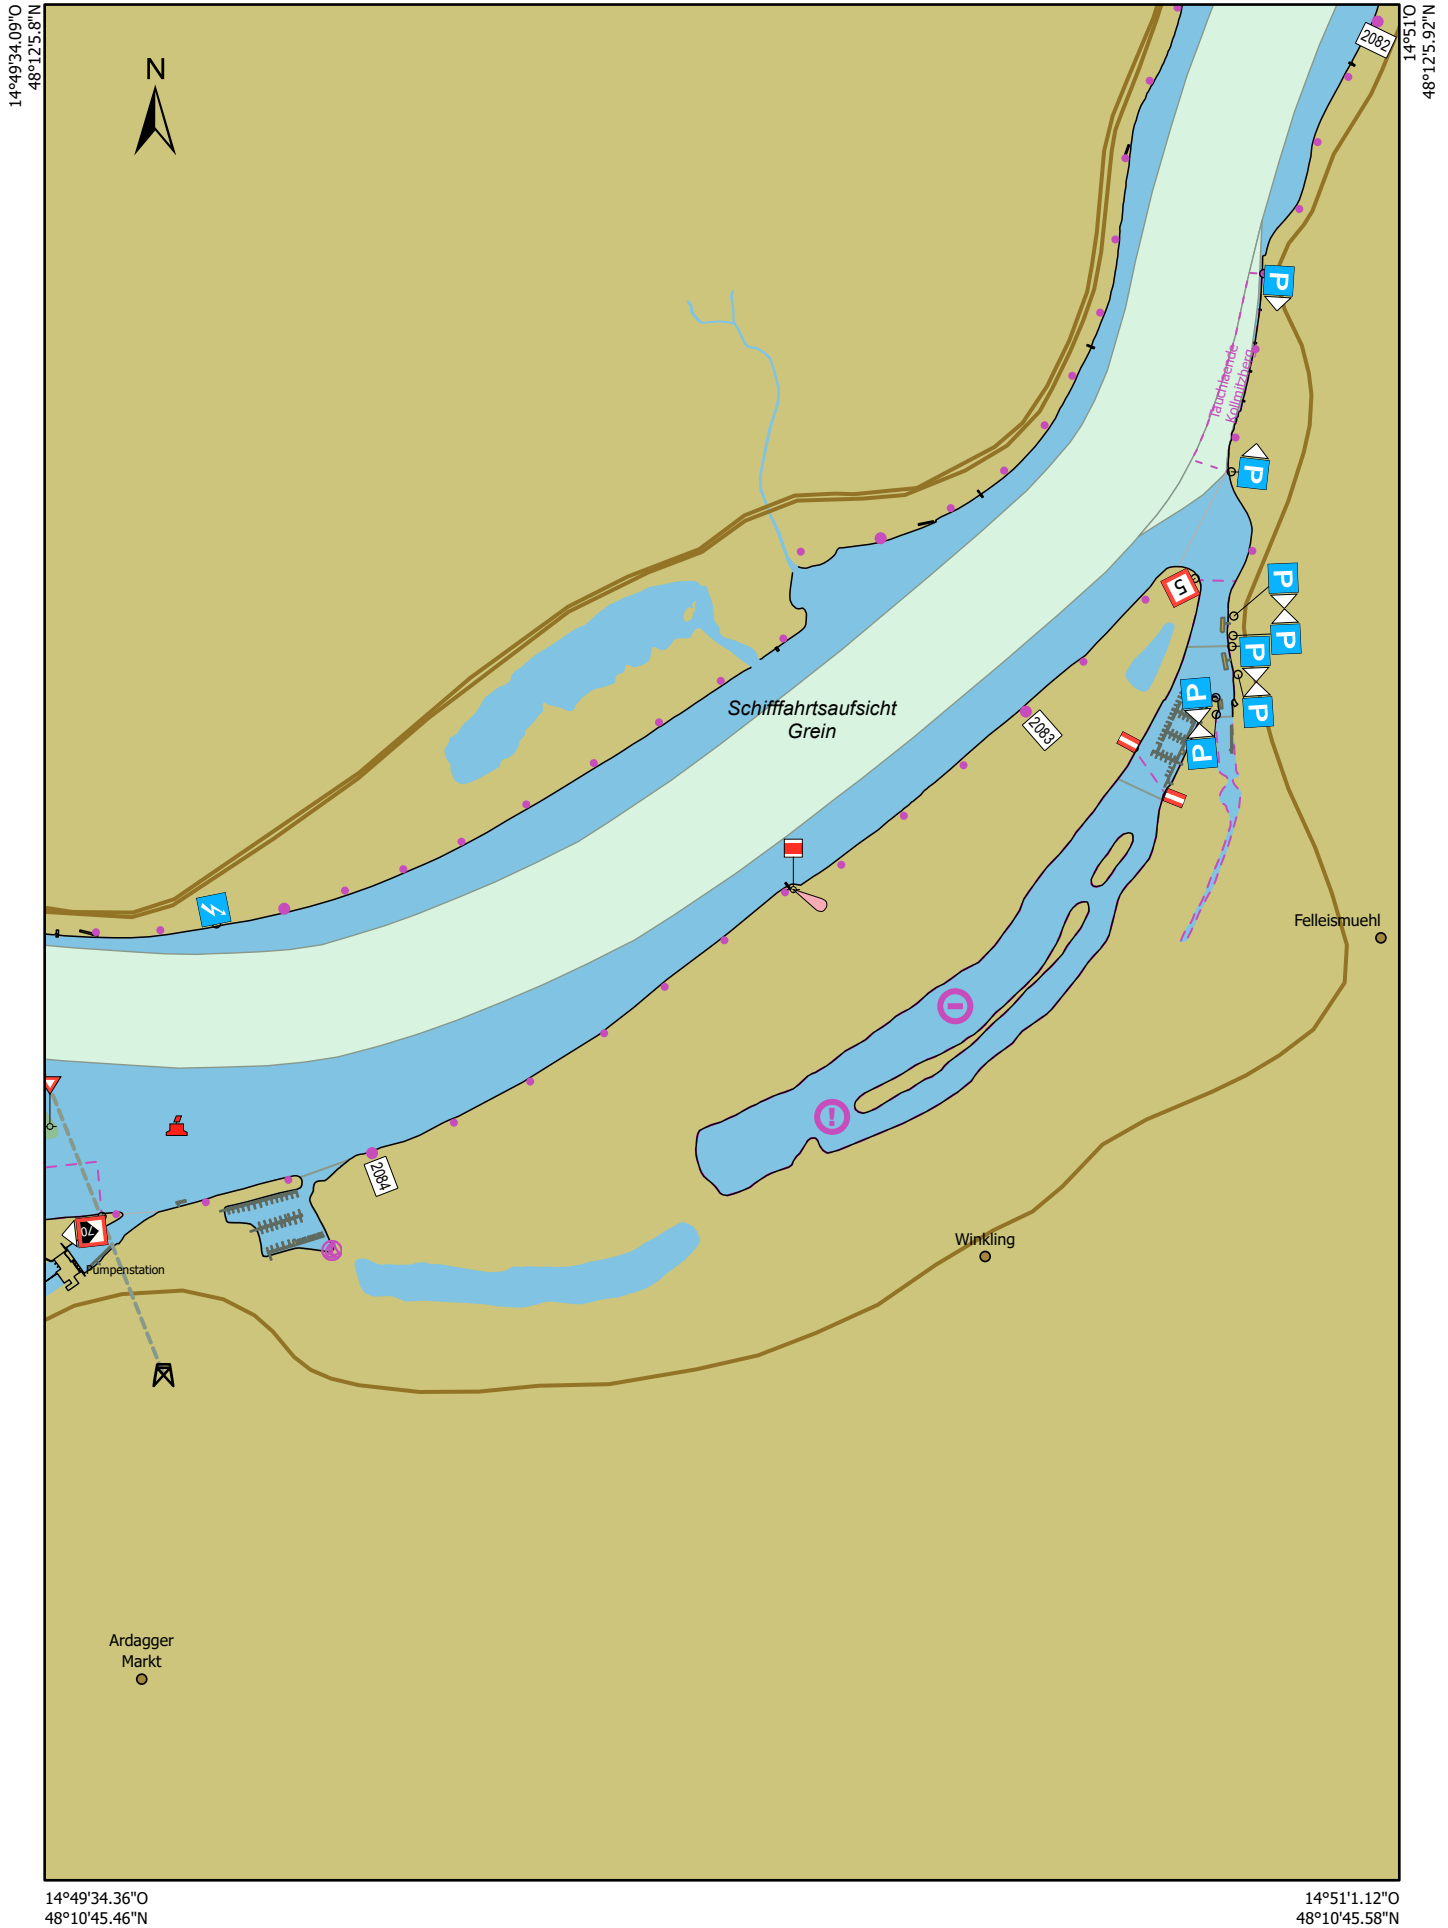 14°49'34.09"O
48°12'5.8"N
14°51'O
48°12'5.92"N
N
2082
P
Tauchlaende
Kollmitzberg
P
5
P
P
P
P
P
P
Schifffahrtsaufsicht
Grein
2083
Felleismuehl
!
2084
70
Pumpenstation
Winkling
Ardagger
Markt
14°49'34.36"O
48°10'45.46"N
14°51'1.12"O
48°10'45.58"N